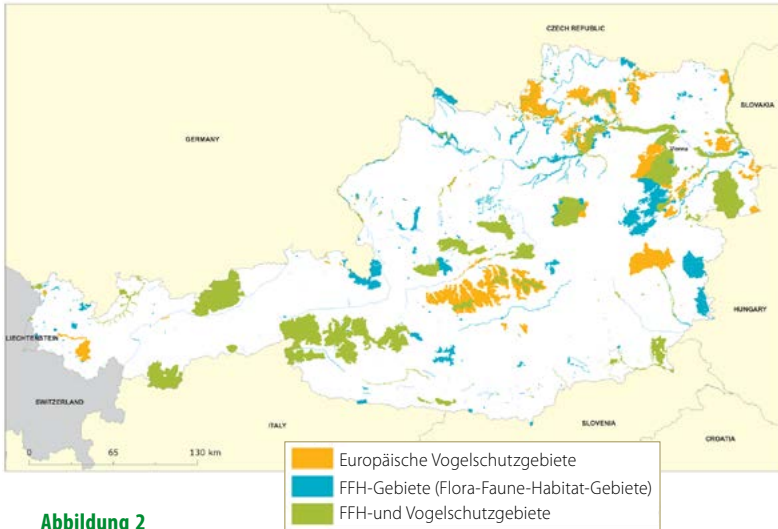 CZECH REPUBLIC
SLOVAKIA
GERMANY
Vienna
HUNGARY
LIECHTENSTEIN
SWITZERLAND
ITALY
SLOVENIA
CROATIA
0 65 130 km
Europäische Vogelschutzgebiete
FFH-Gebiete (Flora-Faune-Habitat-Gebiete)
FFH-und Vogelschutzgebiete
Abbildung 2